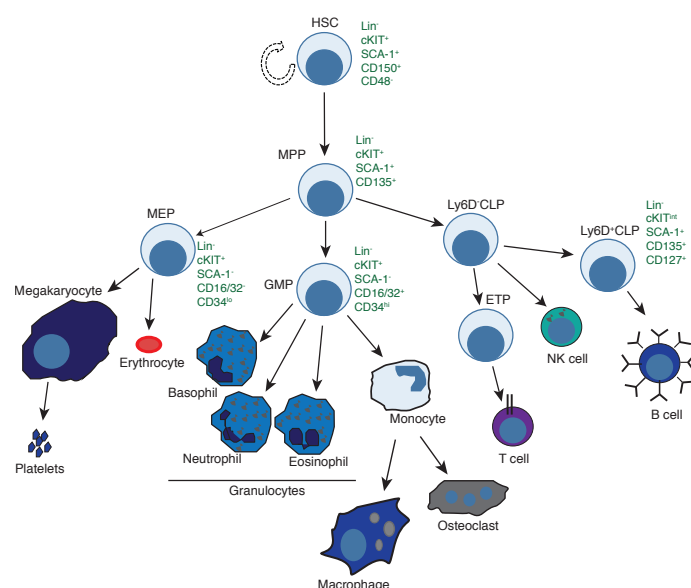 HSC
Lin⁻
cKIT⁺
SCA-1⁺
CD150⁺
CD48⁻
MPP
Lin⁻
cKIT⁺
SCA-1⁺
CD135⁺
MEP
Lin⁻
cKIT⁺
SCA-1⁻
CD16/32⁻
CD34ˡᵒ
GMP
Lin⁻
cKIT⁺
SCA-1⁻
CD16/32⁺
CD34ʰⁱ
Ly6D⁻CLP
Ly6D⁺CLP
Lin⁻
cKITⁱⁿᵗ
SCA-1⁺
CD135⁺
CD127⁺
Megakaryocyte
Erythrocyte
Platelets
Basophil
Neutrophil
Eosinophil
Granulocytes
Monocyte
Macrophage
Osteoclast
ETP
T cell
NK cell
B cell